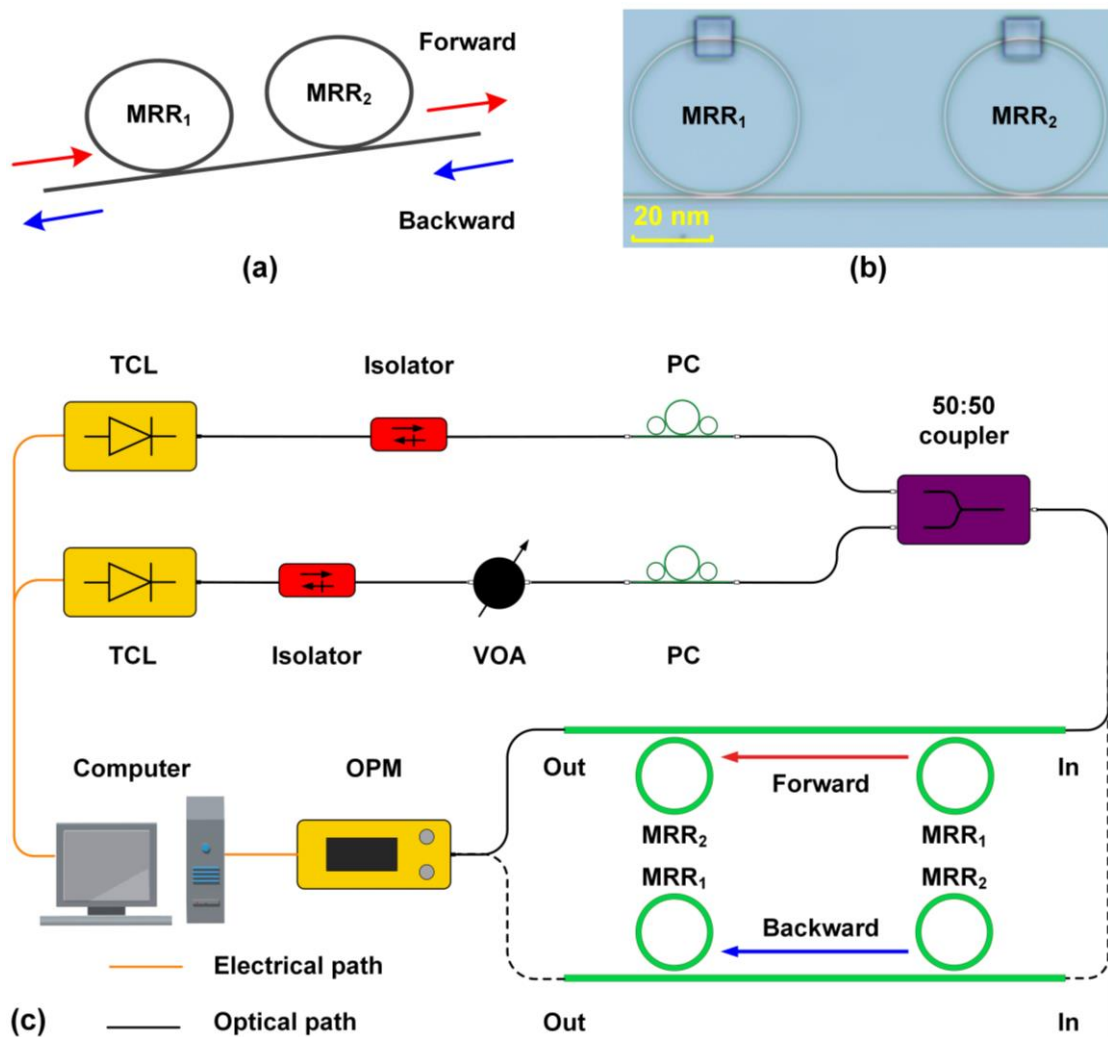 Forward
MRR₁
MRR₂
Backward
(a)
MRR₁
MRR₂
20 nm
(b)
TCL
Isolator
PC
50:50
coupler
TCL
Isolator
VOA
PC
Computer
OPM
Out
Forward
In
MRR₂
MRR₁
MRR₁
MRR₂
Backward
Electrical path
Optical path
Out
In
(c)